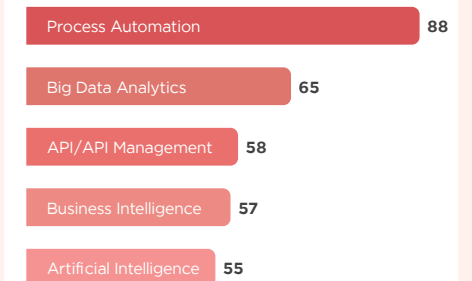 Process Automation 88
Big Data Analytics 65
API/API Management 58
Business Intelligence 57
Artificial Intelligence 55